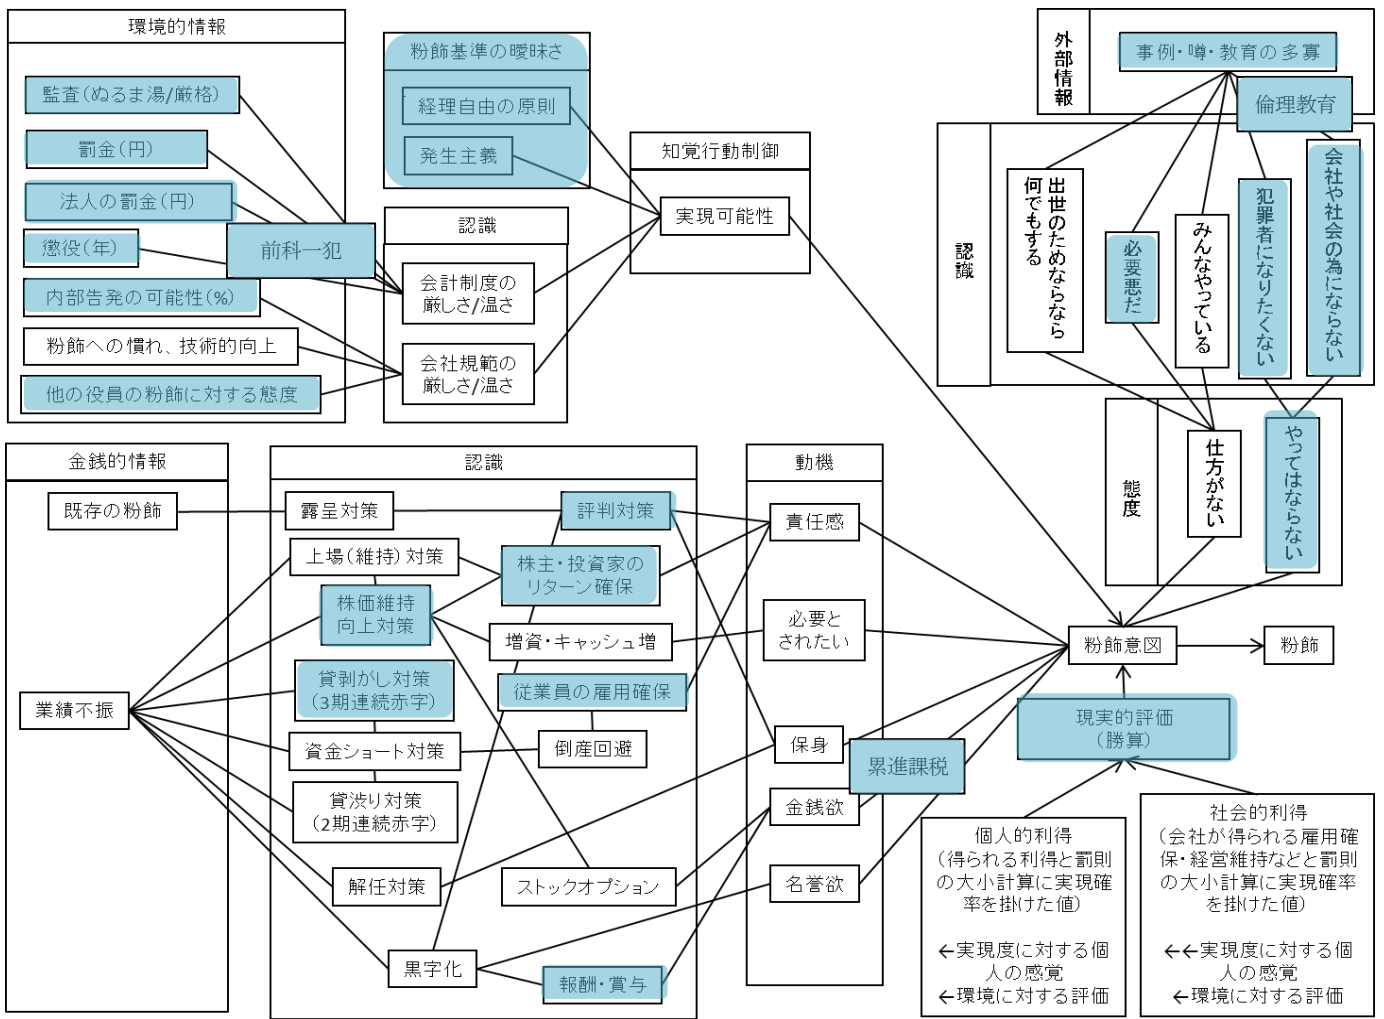 環境的情報
監査(ぬるま湯/厳格)
罰金(円)
法人の罰金(円)
懲役(年)
前科一犯
内部告発の可能性(%)
粉飾への慣れ、技術的向上
他の役員の粉飾に対する態度
粉飾基準の曖昧さ
経理自由の原則
発生主義
認識
会計制度の
厳しさ/温さ
会社規範の
厳しさ/温さ
知覚行動制御
実現可能性
外部情報
事例・噂・教育の多寡
倫理教育
認識
出世のためならなら
何でもする
必要悪だ
みんなやっている
犯罪者になりたくない
会社や社会の為にならない
態度
仕方がない
やってはならない
金銭的情報
既存の粉飾
業績不振
認識
露呈対策
評判対策
上場(維持)対策
株主・投資家の
リターン確保
株価維持
向上対策
増資・キャッシュ増
貸剥がし対策
(3期連続赤字)
従業員の雇用確保
資金ショート対策
倒産回避
貸渋り対策
(2期連続赤字)
解任対策
ストックオプション
黒字化
報酬・賞与
動機
責任感
必要と
されたい
保身
累進課税
金銭欲
名誉欲
粉飾意図
粉飾
現実的評価
(勝算)
個人的利得
(得られる利得と罰則
の大小計算に実現確
率を掛けた値)
←実現度に対する個
人の感覚
←環境に対する評価
社会的利得
(会社が得られる雇用確
保・経営維持などと罰則
の大小計算に実現確率
を掛けた値)
←←実現度に対する個
人の感覚
←環境に対する評価